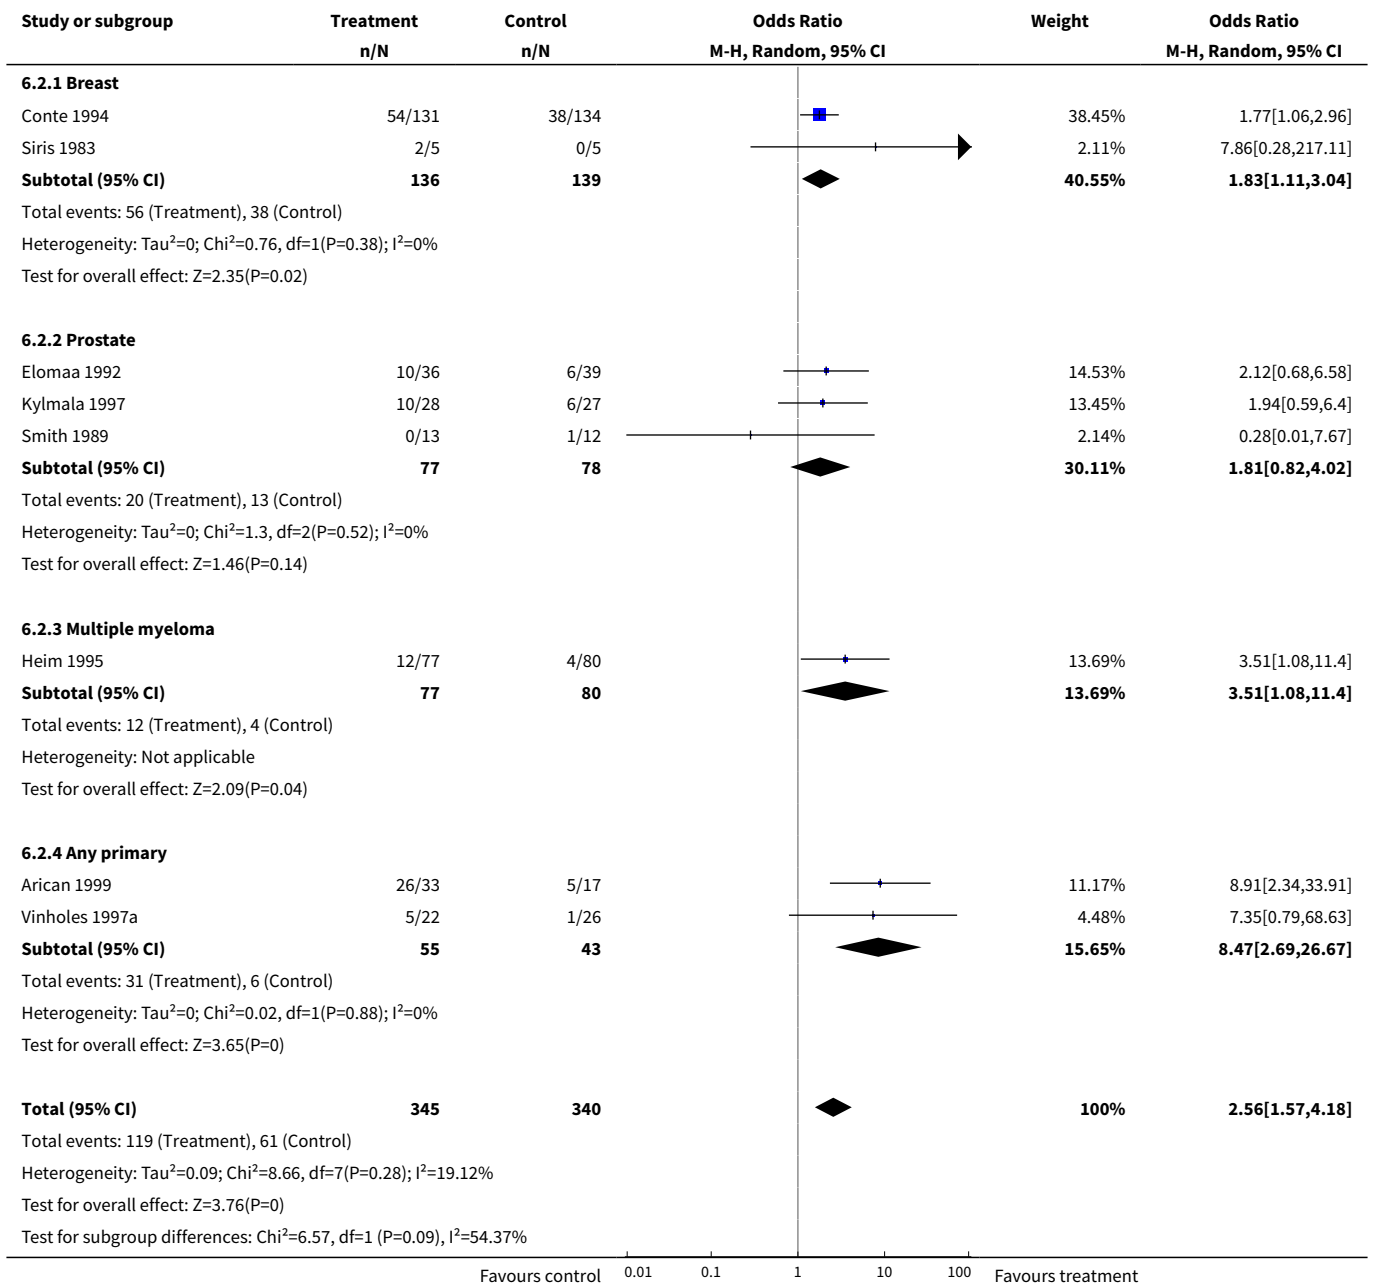 Study or subgroup Treatment Control Odds Ratio Weight Odds Ratio
n/N n/N M-H, Random, 95% CI M-H, Random, 95% CI
6.2.1 Breast
Conte 1994 54/131 38/134 38.45% 1.77[1.06,2.96]
Siris 1983 2/5 0/5 2.11% 7.86[0.28,217.11]
Subtotal (95% CI) 136 139 40.55% 1.83[1.11,3.04]
Total events: 56 (Treatment), 38 (Control)
Heterogeneity: Tau²=0; Chi²=0.76, df=1(P=0.38); I²=0%
Test for overall effect: Z=2.35(P=0.02)
6.2.2 Prostate
Elomaa 1992 10/36 6/39 14.53% 2.12[0.68,6.58]
Kylmala 1997 10/28 6/27 13.45% 1.94[0.59,6.4]
Smith 1989 0/13 1/12 2.14% 0.28[0.01,7.67]
Subtotal (95% CI) 77 78 30.11% 1.81[0.82,4.02]
Total events: 20 (Treatment), 13 (Control)
Heterogeneity: Tau²=0; Chi²=1.3, df=2(P=0.52); I²=0%
Test for overall effect: Z=1.46(P=0.14)
6.2.3 Multiple myeloma
Heim 1995 12/77 4/80 13.69% 3.51[1.08,11.4]
Subtotal (95% CI) 77 80 13.69% 3.51[1.08,11.4]
Total events: 12 (Treatment), 4 (Control)
Heterogeneity: Not applicable
Test for overall effect: Z=2.09(P=0.04)
6.2.4 Any primary
Arican 1999 26/33 5/17 11.17% 8.91[2.34,33.91]
Vinholes 1997a 5/22 1/26 4.48% 7.35[0.79,68.63]
Subtotal (95% CI) 55 43 15.65% 8.47[2.69,26.67]
Total events: 31 (Treatment), 6 (Control)
Heterogeneity: Tau²=0; Chi²=0.02, df=1(P=0.88); I²=0%
Test for overall effect: Z=3.65(P=0)
Total (95% CI) 345 340 100% 2.56[1.57,4.18]
Total events: 119 (Treatment), 61 (Control)
Heterogeneity: Tau²=0.09; Chi²=8.66, df=7(P=0.28); I²=19.12%
Test for overall effect: Z=3.76(P=0)
Test for subgroup differences: Chi²=6.57, df=1 (P=0.09), I²=54.37%
Favours control 0.01 0.1 1 10 100 Favours treatment